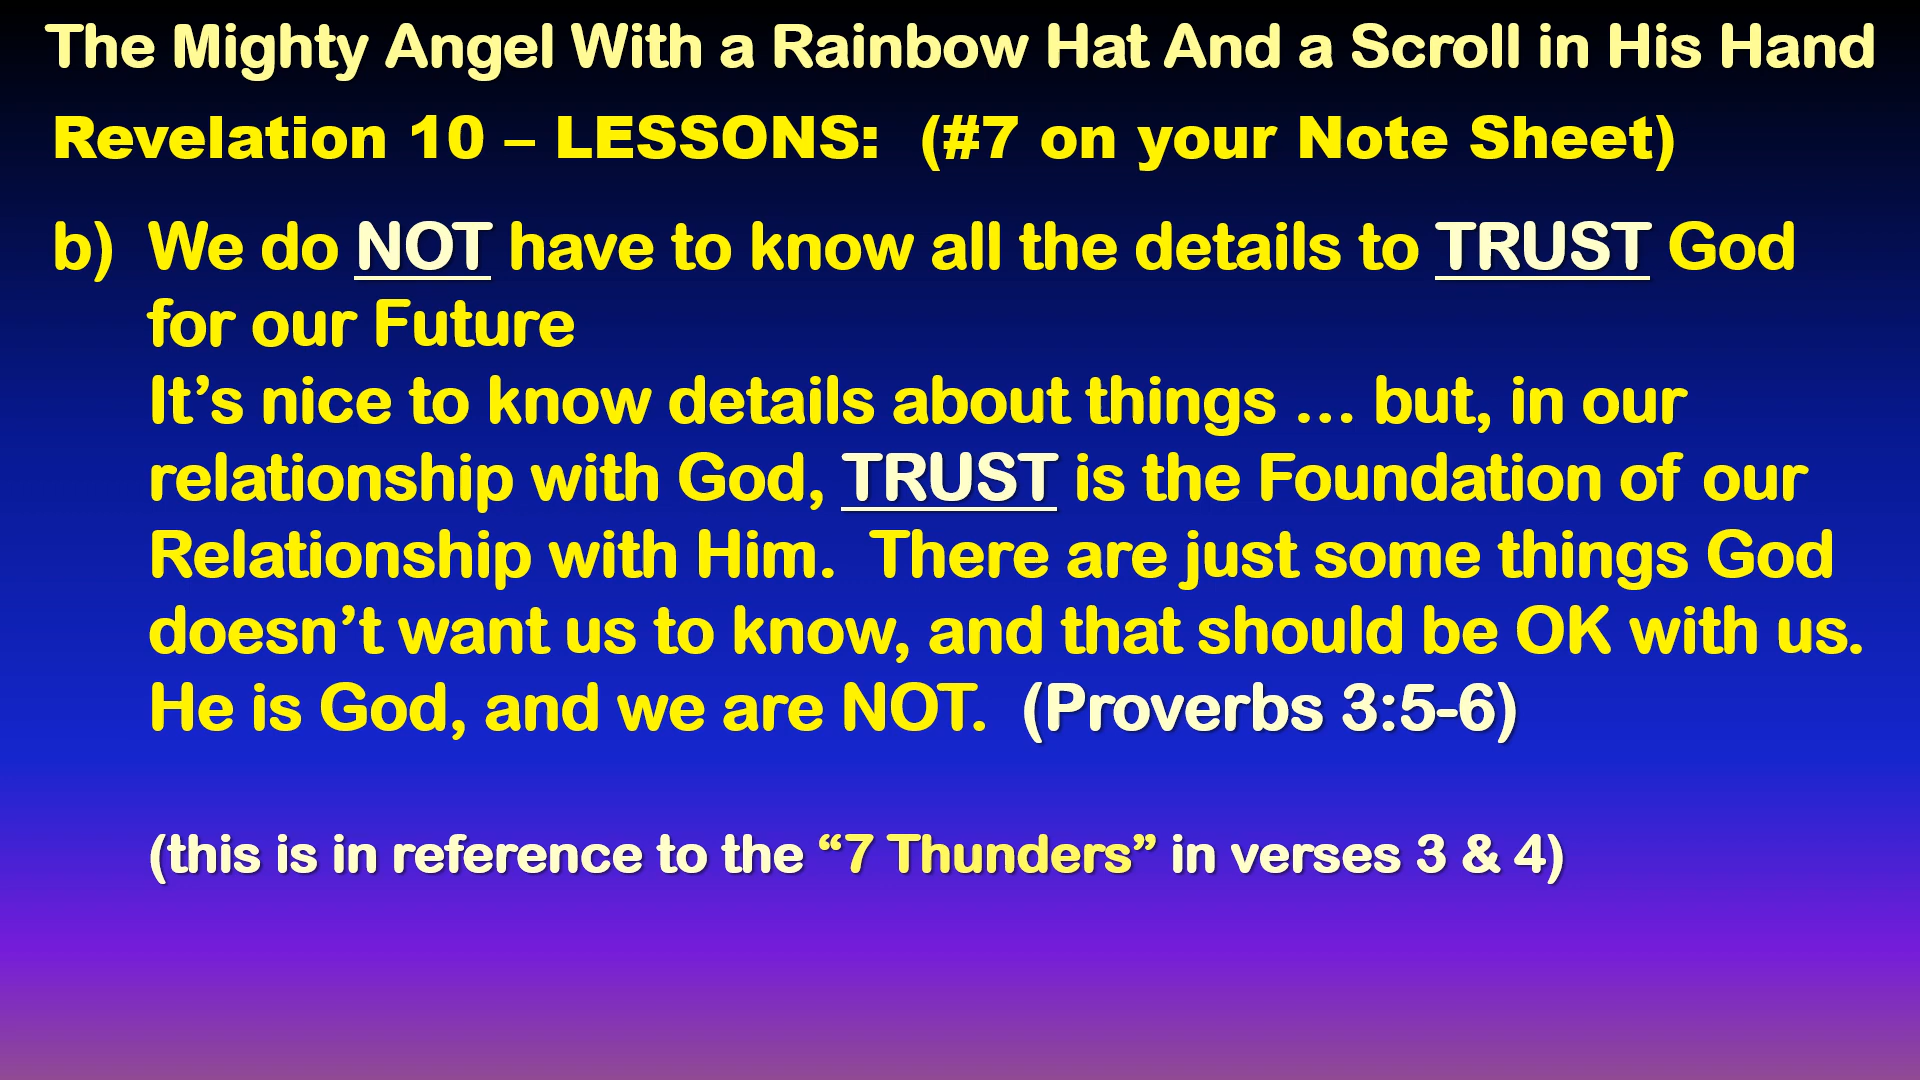 The Mighty Angel With a Rainbow Hat And a Scroll in His Hand
Revelation 10 – LESSONS:  (#7 on your Note Sheet)
b) We do NOT have to know all the details to TRUST God
for our Future
It’s nice to know details about things … but, in our
relationship with God, TRUST is the Foundation of our
Relationship with Him.  There are just some things God
doesn’t want us to know, and that should be OK with us.
He is God, and we are NOT.  (Proverbs 3:5-6)
(this is in reference to the “7 Thunders” in verses 3 & 4)